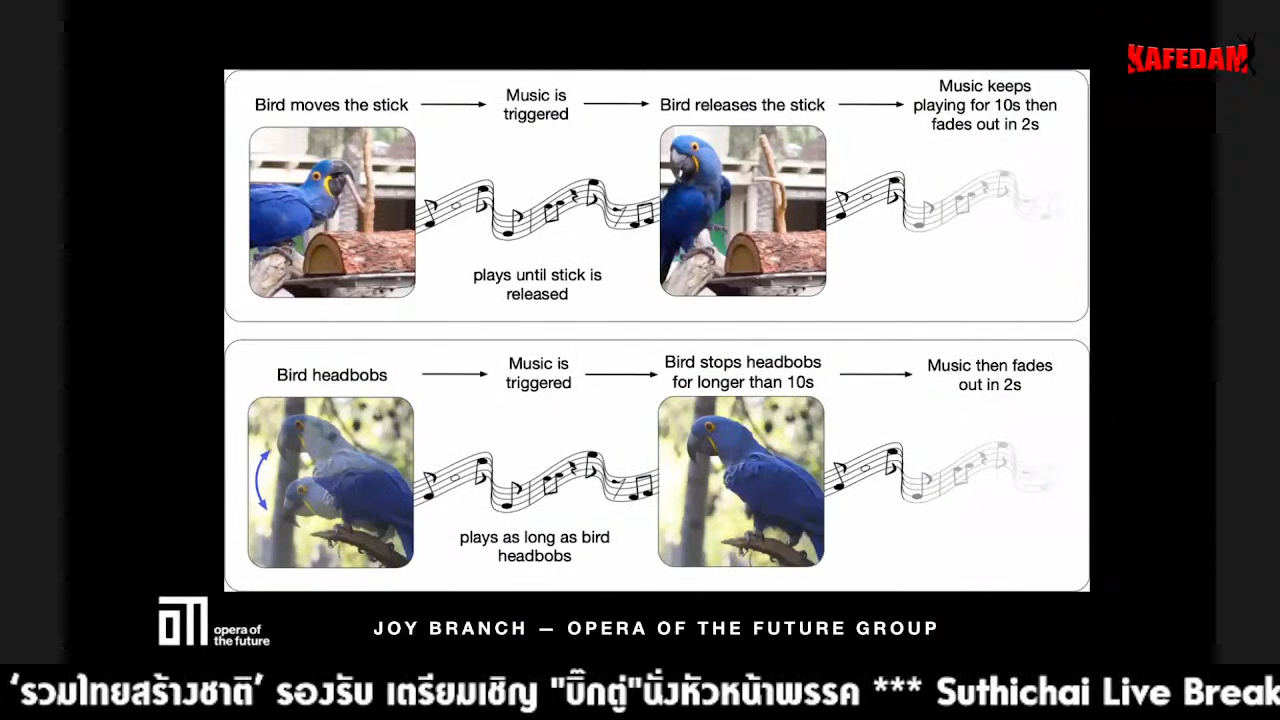 KAFEDAM
Bird moves the stick
Music is
triggered
Bird releases the stick
Music keeps
playing for 10s then
fades out in 2s
plays until stick is
released
Bird headbobs
Music is
triggered
Bird stops headbobs
for longer than 10s
Music then fades
out in 2s
plays as long as bird
headbobs
opera of
the future
JOY BRANCH — OPERA OF THE FUTURE GROUP
‘รวมไทยสร้างชาติ’ รองรับ เตรียมเชิญ "บิ๊กตู่"นั่งหัวหน้าพรรค *** Suthichai Live Break